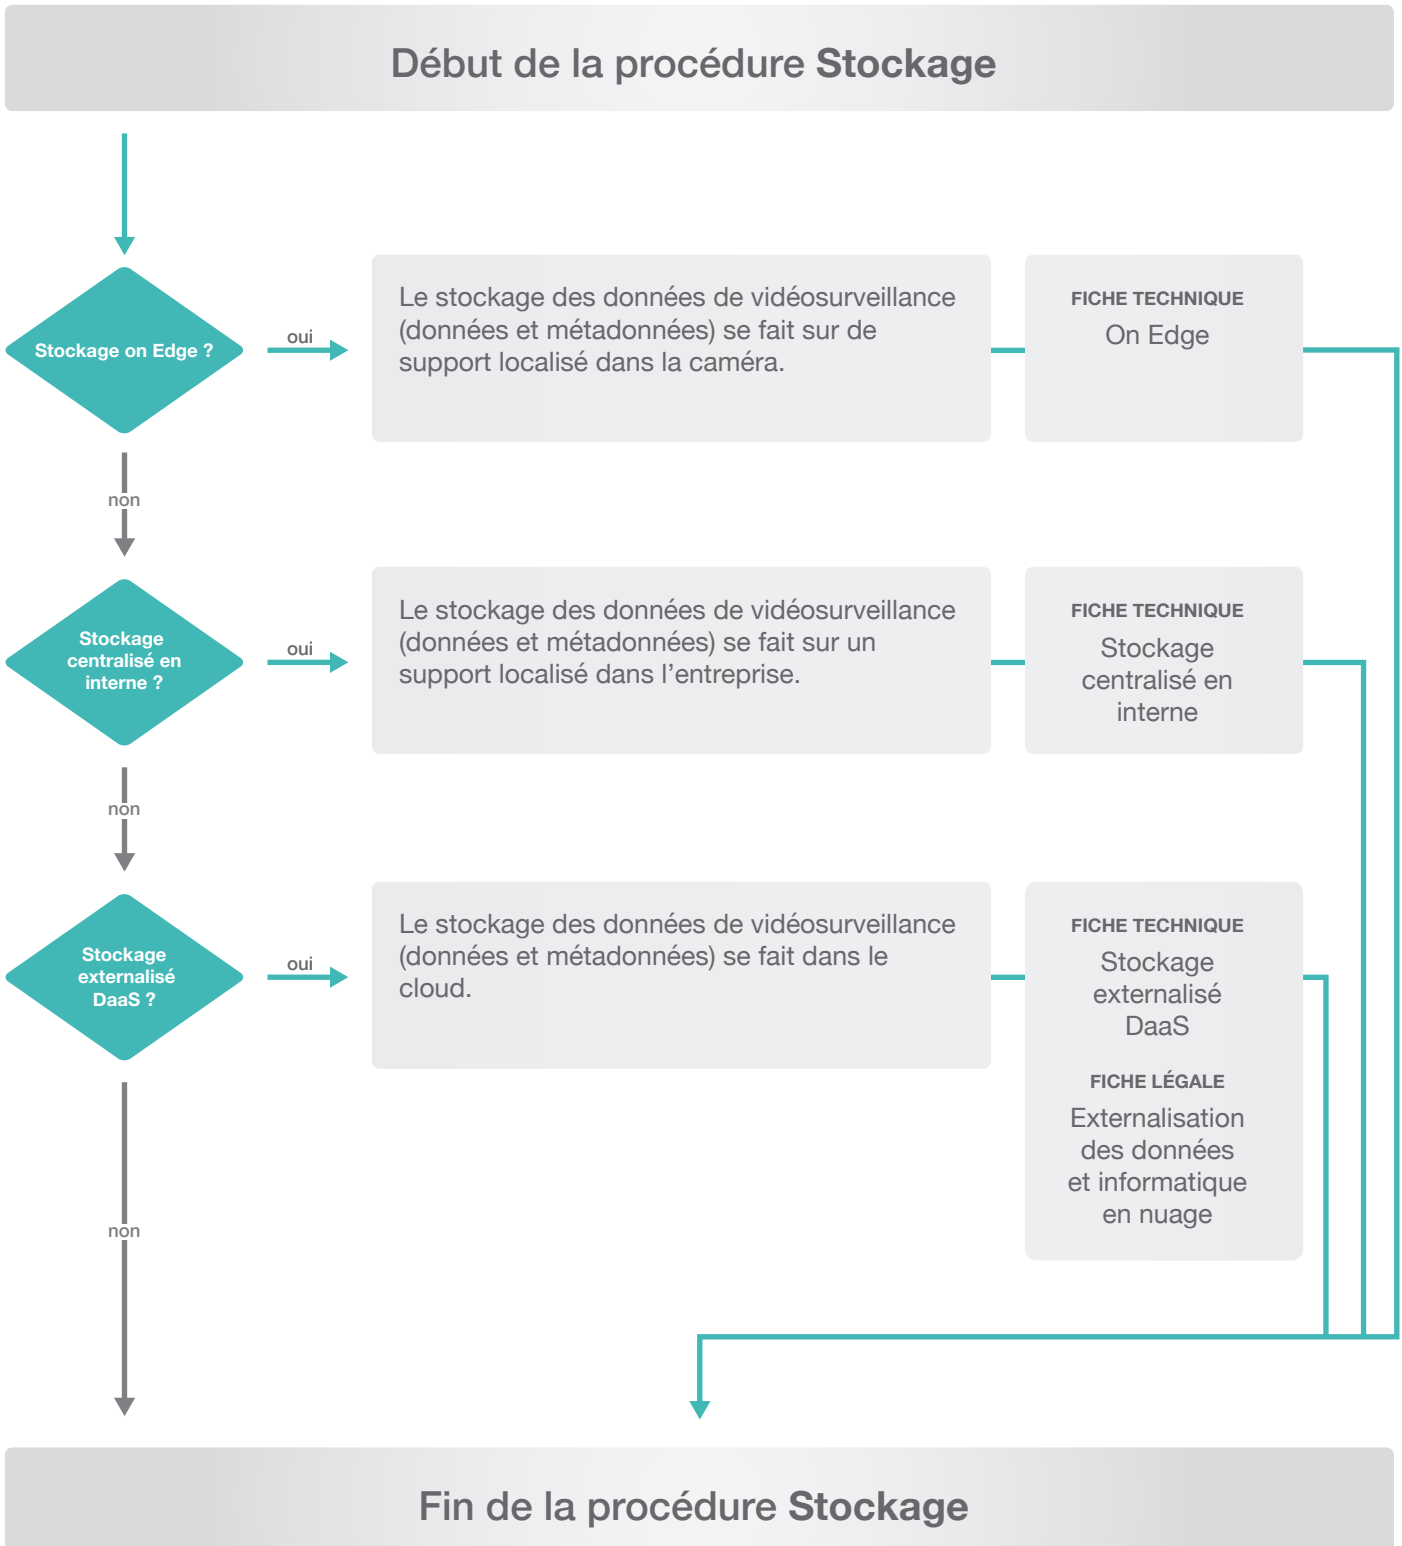 Début de la procédure Stockage
Stockage on Edge ?
oui
Le stockage des données de vidéosurveillance
(données et métadonnées) se fait sur de
support localisé dans la caméra.
FICHE TECHNIQUE
On Edge
non
Stockage
centralisé en
interne ?
oui
Le stockage des données de vidéosurveillance
(données et métadonnées) se fait sur un
support localisé dans l’entreprise.
FICHE TECHNIQUE
Stockage
centralisé en
interne
non
Stockage
externalisé
DaaS ?
oui
Le stockage des données de vidéosurveillance
(données et métadonnées) se fait dans le
cloud.
FICHE TECHNIQUE
Stockage
externalisé
DaaS
FICHE LÉGALE
Externalisation
des données
et informatique
en nuage
non
Fin de la procédure Stockage